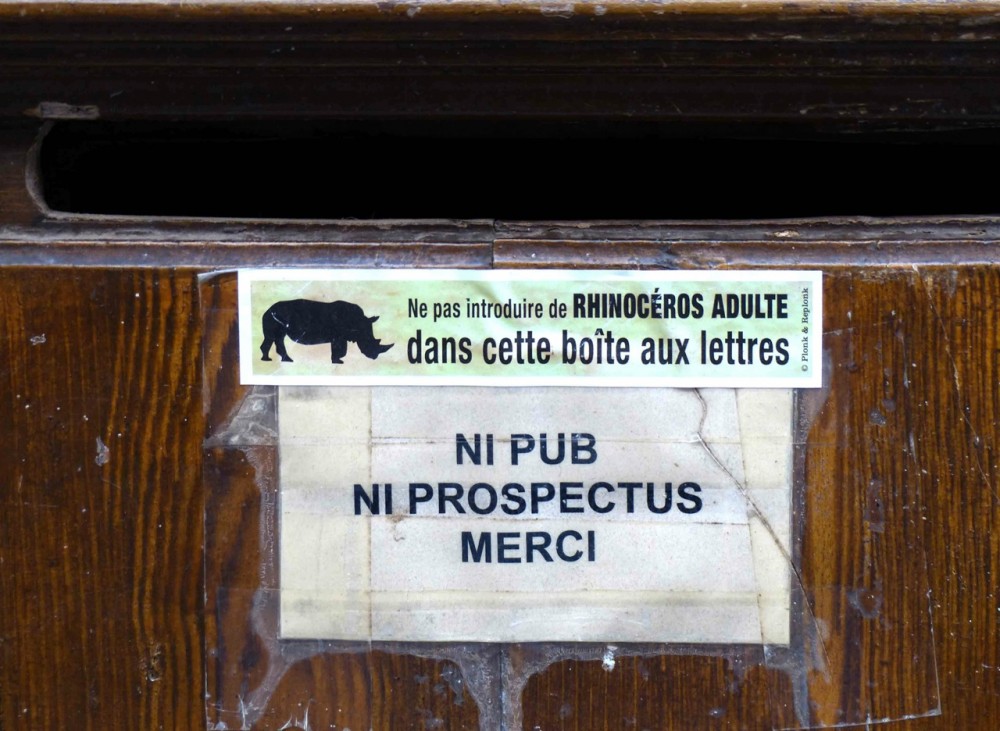 Ne pas introduire de RHINOCÉROS ADULTE
dans cette boîte aux lettres
© Plonk & Replonk
NI PUB
NI PROSPECTUS
MERCI